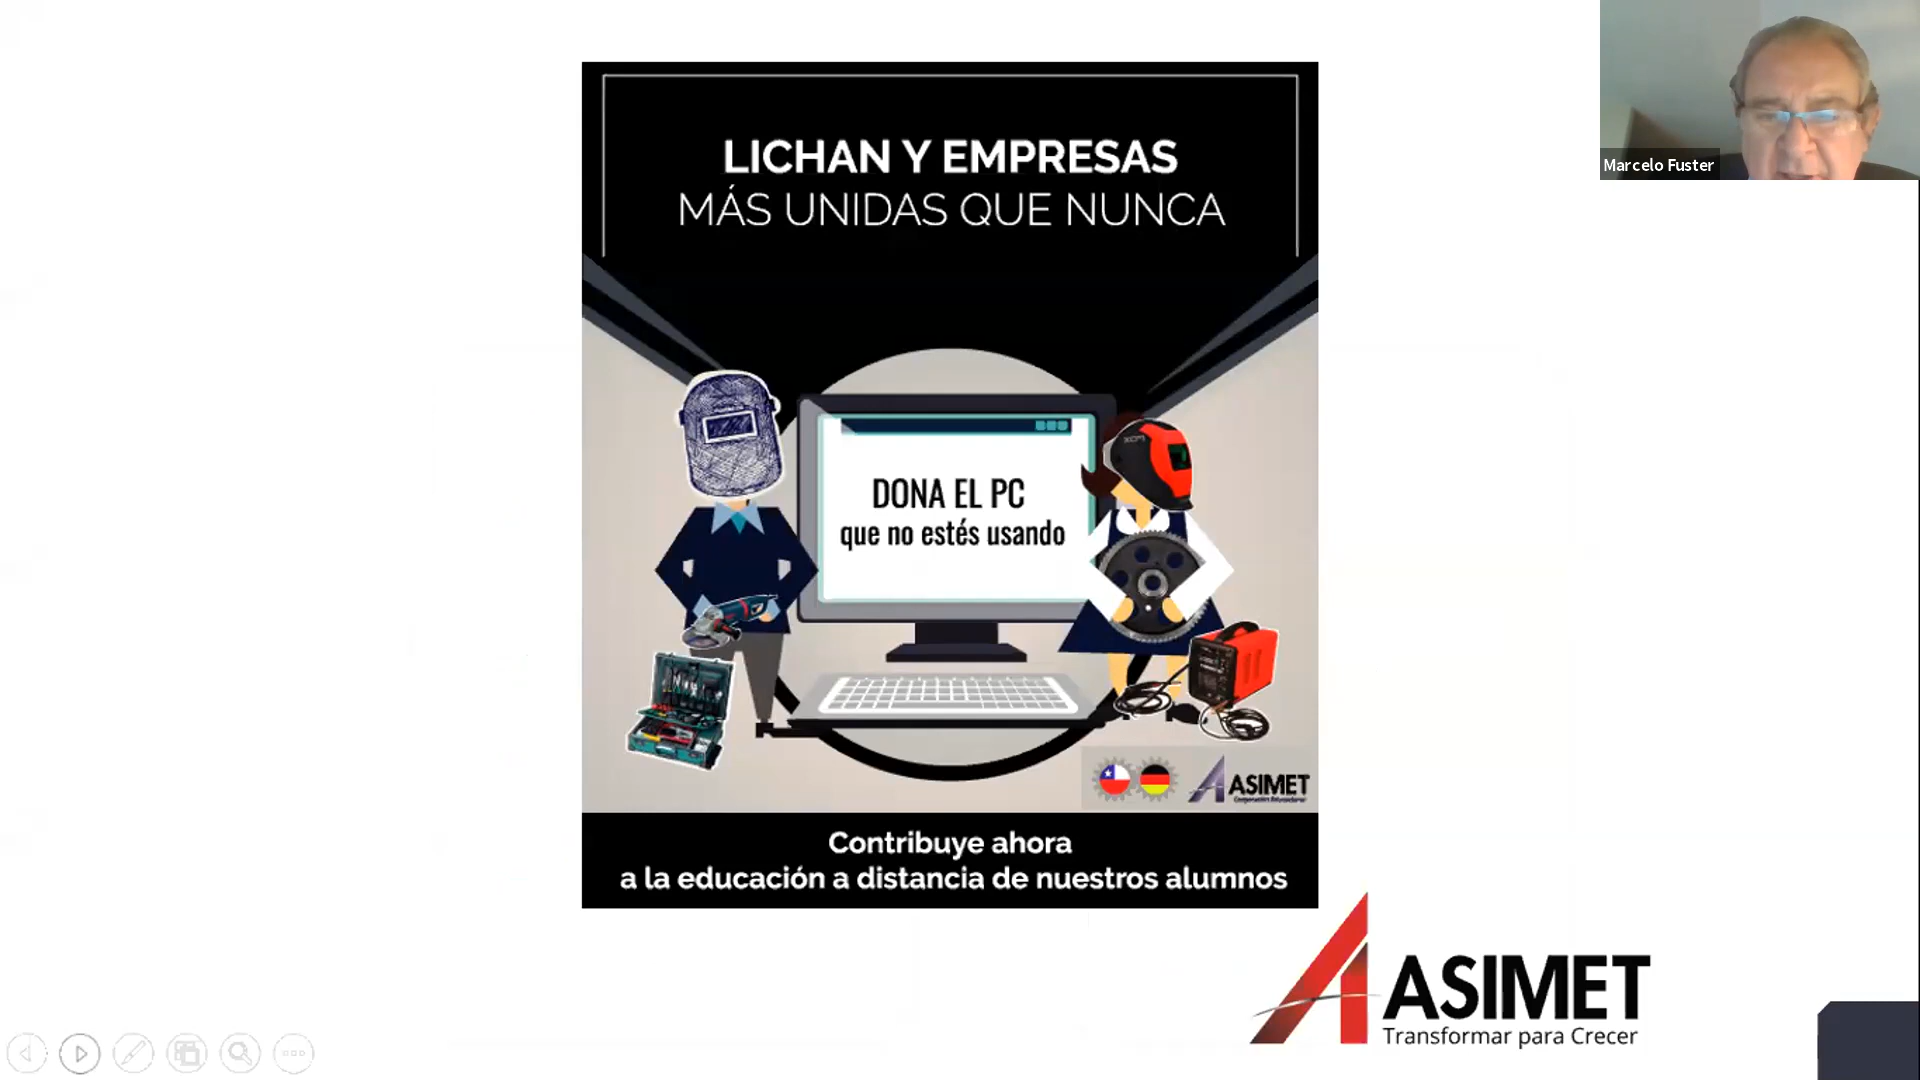 LICHAN Y EMPRESAS
MÁS UNIDAS QUE NUNCA
DONA EL PC
que no estés usando
ASIMET
Contribuye ahora
a la educación a distancia de nuestros alumnos
ASIMET
Transformar para Crecer
Marcelo Fuster